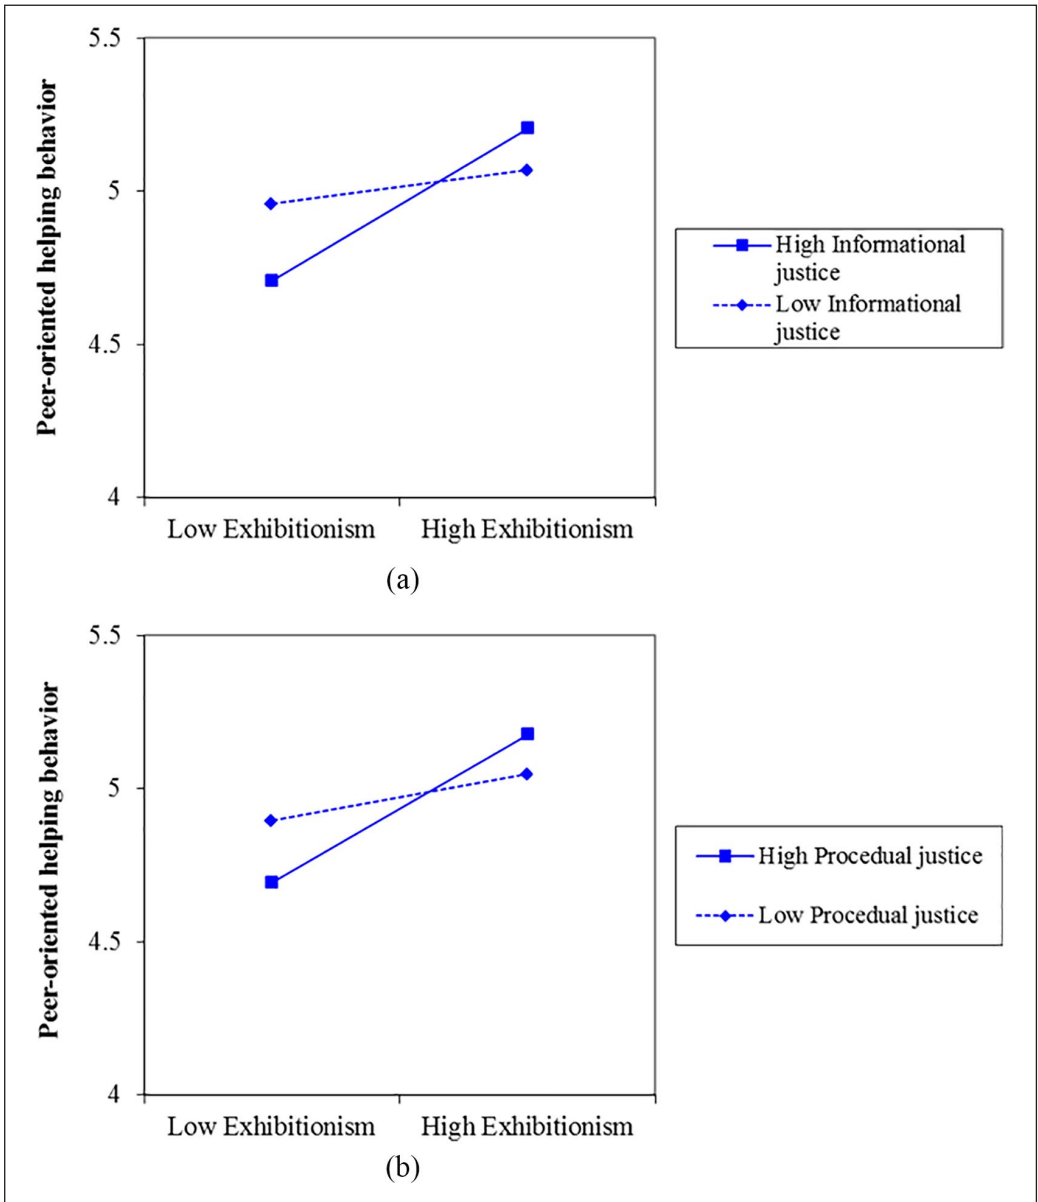 5.5
5
4.5
4
Peer-oriented helping behavior
Low Exhibitionism
High Exhibitionism
High Informational
justice
Low Informational
justice
(a)
5.5
5
4.5
4
Peer-oriented helping behavior
Low Exhibitionism
High Exhibitionism
High Procedual justice
Low Procedual justice
(b)